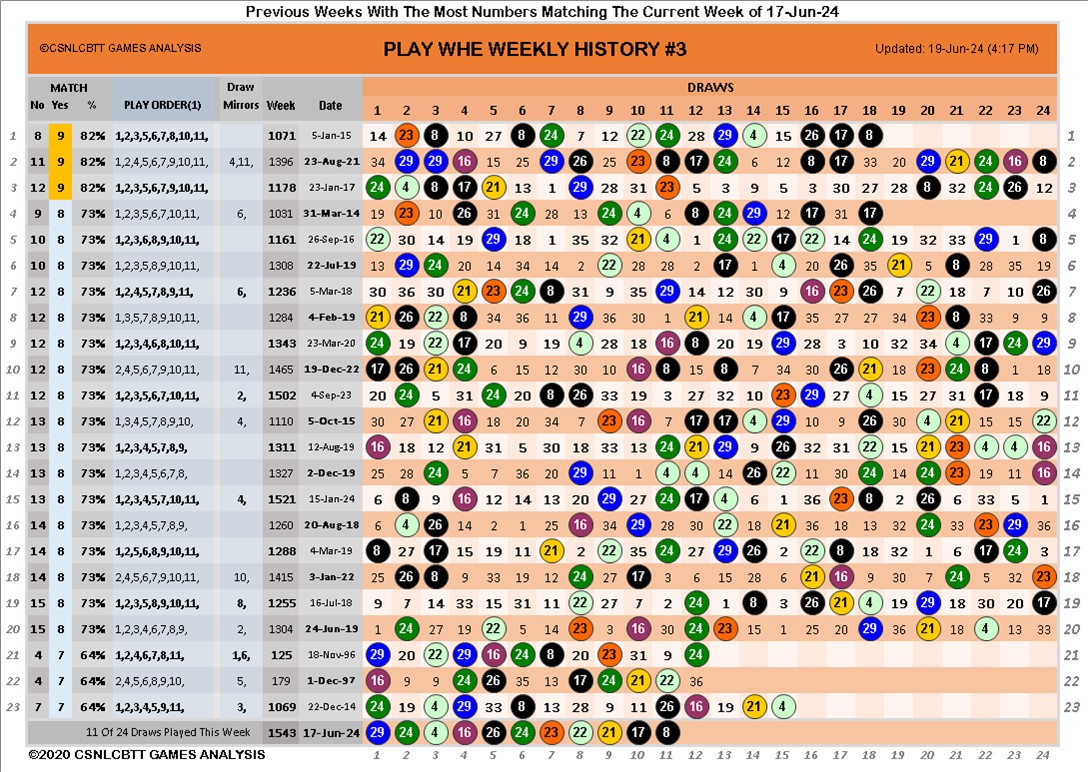 Previous Weeks With The Most Numbers Matching The Current Week of 17-Jun-24
©CSNLCBTT GAMES ANALYSIS PLAY WHE WEEKLY HISTORY #3 Updated: 19-Jun-24 (4:17 PM)
MATCH Draw DRAWS
No Yes % PLAY ORDER(1) Mirrors Week Date
1 2 3 4 5 6 7 8 9 10 11 12 13 14 15 16 17 18 19 20 21 22 23 24
1 8 9 82% 1,2,3,5,6,7,8,10,11, 1071 5-Jan-15 14 23 8 10 27 8 24 7 12 22 24 28 29 4 15 26 17 8 1
2 11 9 82% 1,2,4,5,6,7,9,10,11, 4,11, 1396 23-Aug-21 34 29 29 16 15 25 29 26 25 23 8 17 24 6 12 8 17 33 20 29 21 24 16 8 2
3 12 9 82% 1,2,3,5,6,7,9,10,11, 1178 23-Jan-17 24 4 8 17 21 13 1 29 28 31 23 5 3 9 5 3 30 27 28 8 32 24 26 12 3
4 9 8 73% 1,2,3,5,6,7,10,11, 6, 1031 31-Mar-14 19 23 10 26 31 24 28 13 24 4 6 8 24 29 12 17 31 17 4
5 10 8 73% 1,2,3,6,8,9,10,11, 1161 26-Sep-16 22 30 14 19 29 18 1 35 32 21 4 13 24 22 17 22 14 24 19 32 33 29 1 8 5
6 10 8 73% 1,2,3,5,8,9,10,11, 1308 22-Jul-19 13 29 24 20 14 34 14 2 22 28 28 2 17 1 4 20 26 35 21 5 8 28 35 19 6
7 12 8 73% 1,2,4,5,7,8,9,11, 6, 1236 5-Mar-18 30 36 30 21 23 24 8 31 9 35 29 14 12 30 9 16 23 26 7 22 18 7 10 26 7
8 12 8 73% 1,3,5,7,8,9,10,11, 1284 4-Feb-19 21 26 22 8 34 36 11 29 36 30 1 21 14 4 17 35 27 27 34 23 8 33 9 9 8
9 12 8 73% 1,2,3,4,6,8,10,11, 1343 23-Mar-20 24 19 22 17 20 9 19 4 28 18 16 8 20 19 29 28 3 10 32 34 4 17 24 29 9
10 12 8 73% 2,4,5,6,7,9,10,11, 11, 1465 19-Dec-22 17 26 21 24 6 15 12 30 10 16 8 15 8 7 34 30 26 21 20 23 24 8 1 18 10
11 12 8 73% 1,2,3,5,6,7,10,11, 2, 1502 4-Sep-23 20 24 5 31 24 20 8 26 33 19 3 27 32 10 23 29 27 4 15 27 31 17 18 9 11
12 13 8 73% 1,3,4,5,7,8,9,10, 4, 1110 5-Oct-15 30 27 21 16 18 20 34 7 23 16 7 17 17 4 29 10 9 26 30 4 21 15 15 22 12
13 13 8 73% 1,2,3,4,5,7,8,9, 1311 12-Aug-19 16 18 12 21 31 5 30 18 33 13 24 21 29 15 26 32 31 22 15 21 23 4 4 16 13
14 13 8 73% 1,2,3,4,5,6,7,8, 1327 2-Dec-19 25 28 24 5 7 36 20 29 11 1 4 4 14 26 22 11 30 24 14 24 23 19 11 16 14
15 13 8 73% 1,2,3,4,5,7,10,11, 4, 1521 15-Jan-24 6 8 9 16 12 14 13 20 29 27 24 17 4 6 1 36 23 8 2 26 6 33 5 1 15
16 14 8 73% 1,2,3,4,5,7,8,9, 1260 20-Aug-18 6 4 26 14 2 1 25 16 34 29 28 30 22 18 21 36 18 13 32 24 33 23 29 36 16
17 14 8 73% 1,2,5,6,8,9,10,11, 1288 4-Mar-19 8 27 17 15 19 11 21 2 22 35 24 27 29 26 2 22 8 18 32 1 6 17 24 3 17
18 14 8 73% 2,4,5,6,7,9,10,11, 10, 1415 3-Jan-22 25 26 8 9 33 19 12 24 27 17 3 6 15 28 6 21 16 9 30 7 24 5 32 23 18
19 15 8 73% 1,2,3,5,8,9,10,11, 8, 1255 16-Jul-18 9 7 14 33 15 31 11 22 27 7 2 24 1 8 3 26 21 4 19 29 18 30 20 17 19
20 15 8 73% 1,2,3,4,6,7,8,9, 2, 1304 24-Jun-19 1 24 27 19 22 5 14 23 3 16 30 24 23 15 1 25 20 29 36 21 18 4 13 33 20
21 4 7 64% 1,2,4,6,7,8,11, 1,6, 125 18-Nov-96 29 20 22 29 16 24 8 20 23 31 9 24 21
22 4 7 64% 2,4,5,6,8,9,10, 5, 179 1-Dec-97 16 9 9 24 26 35 13 17 24 21 22 36 22
23 7 7 64% 1,2,3,4,5,9,11, 3, 1069 22-Dec-14 24 19 4 29 33 8 13 28 9 11 26 16 19 21 4 23
11 Of 24 Draws Played This Week 1543 17-Jun-24 29 24 4 16 26 24 23 22 21 17 8
©2020 CSNLCBTT GAMES ANALYSIS 1 2 3 4 5 6 7 8 9 10 11 12 13 14 15 16 17 18 19 20 21 22 23 24